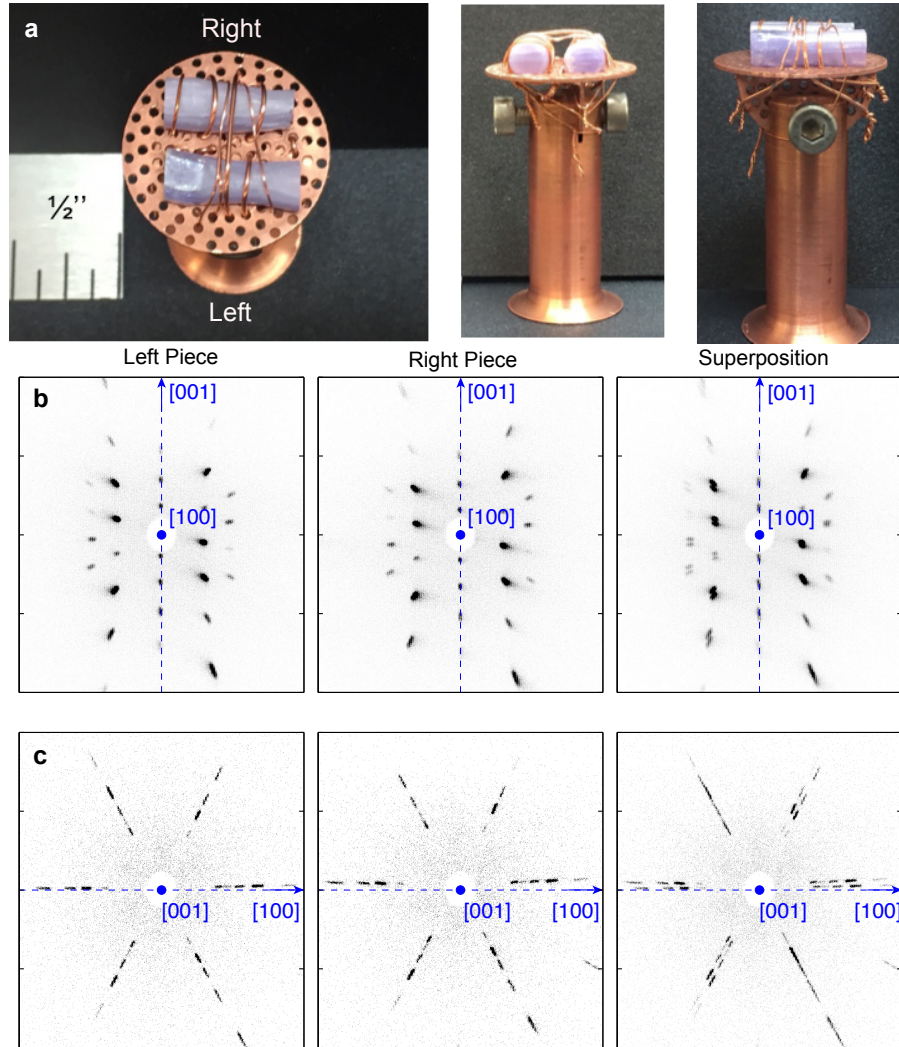 a
Right
½”
Left
Left Piece
Right Piece
Superposition
b
[001]
[001]
[001]
[100]
[100]
[100]
c
[001]
[100]
[001]
[100]
[001]
[100]